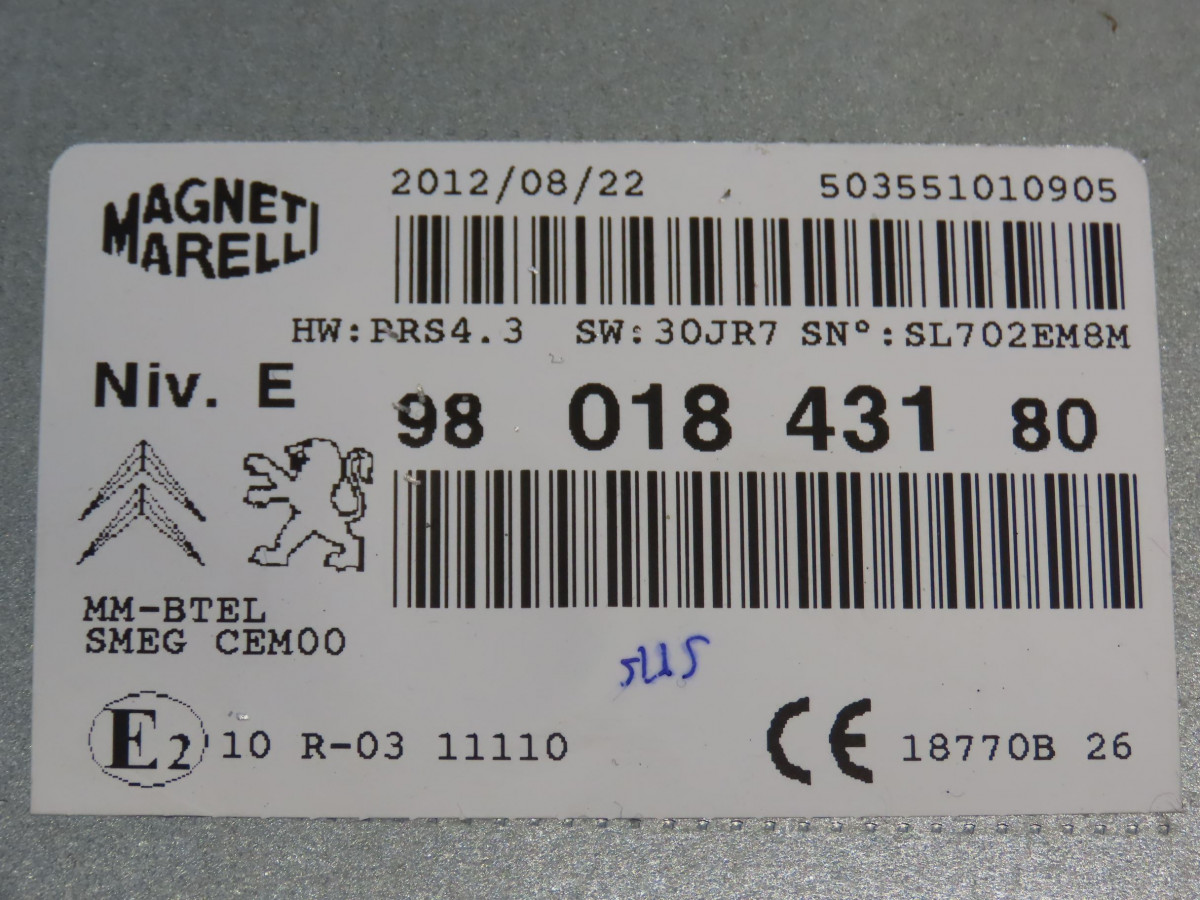 MAGNETI
MARELLI
2012/08/22 503551010905
HW:PRS4.3 SW:30JR7 SN°:SL702EM8M
Niv. E 98 018 431 80
MM-BTEL
SMEG CEM00
E2 10 R-03 11110 CE 18770B 26